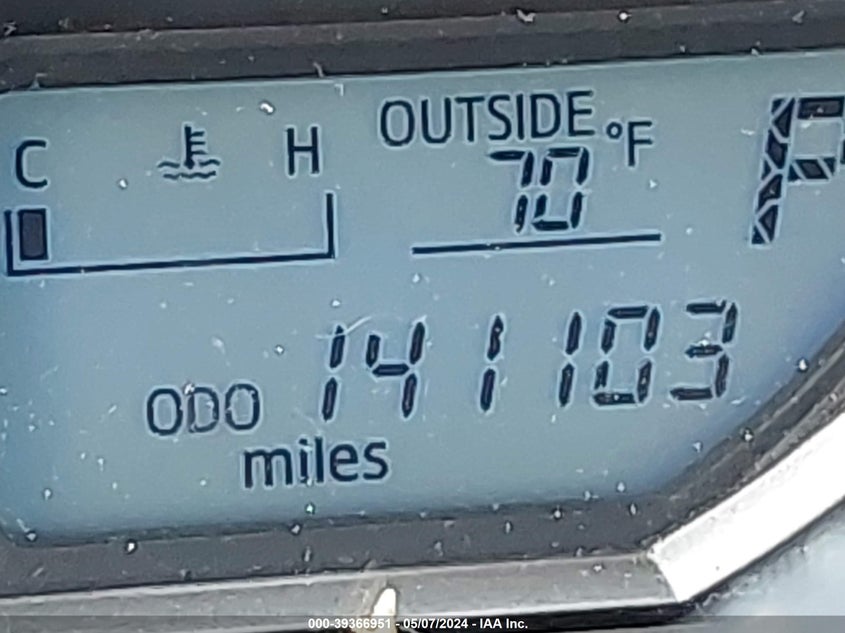 C H OUTSIDE °F P
70
ODO 141103
miles
000-39366951 - 05/07/2024 - IAA Inc.